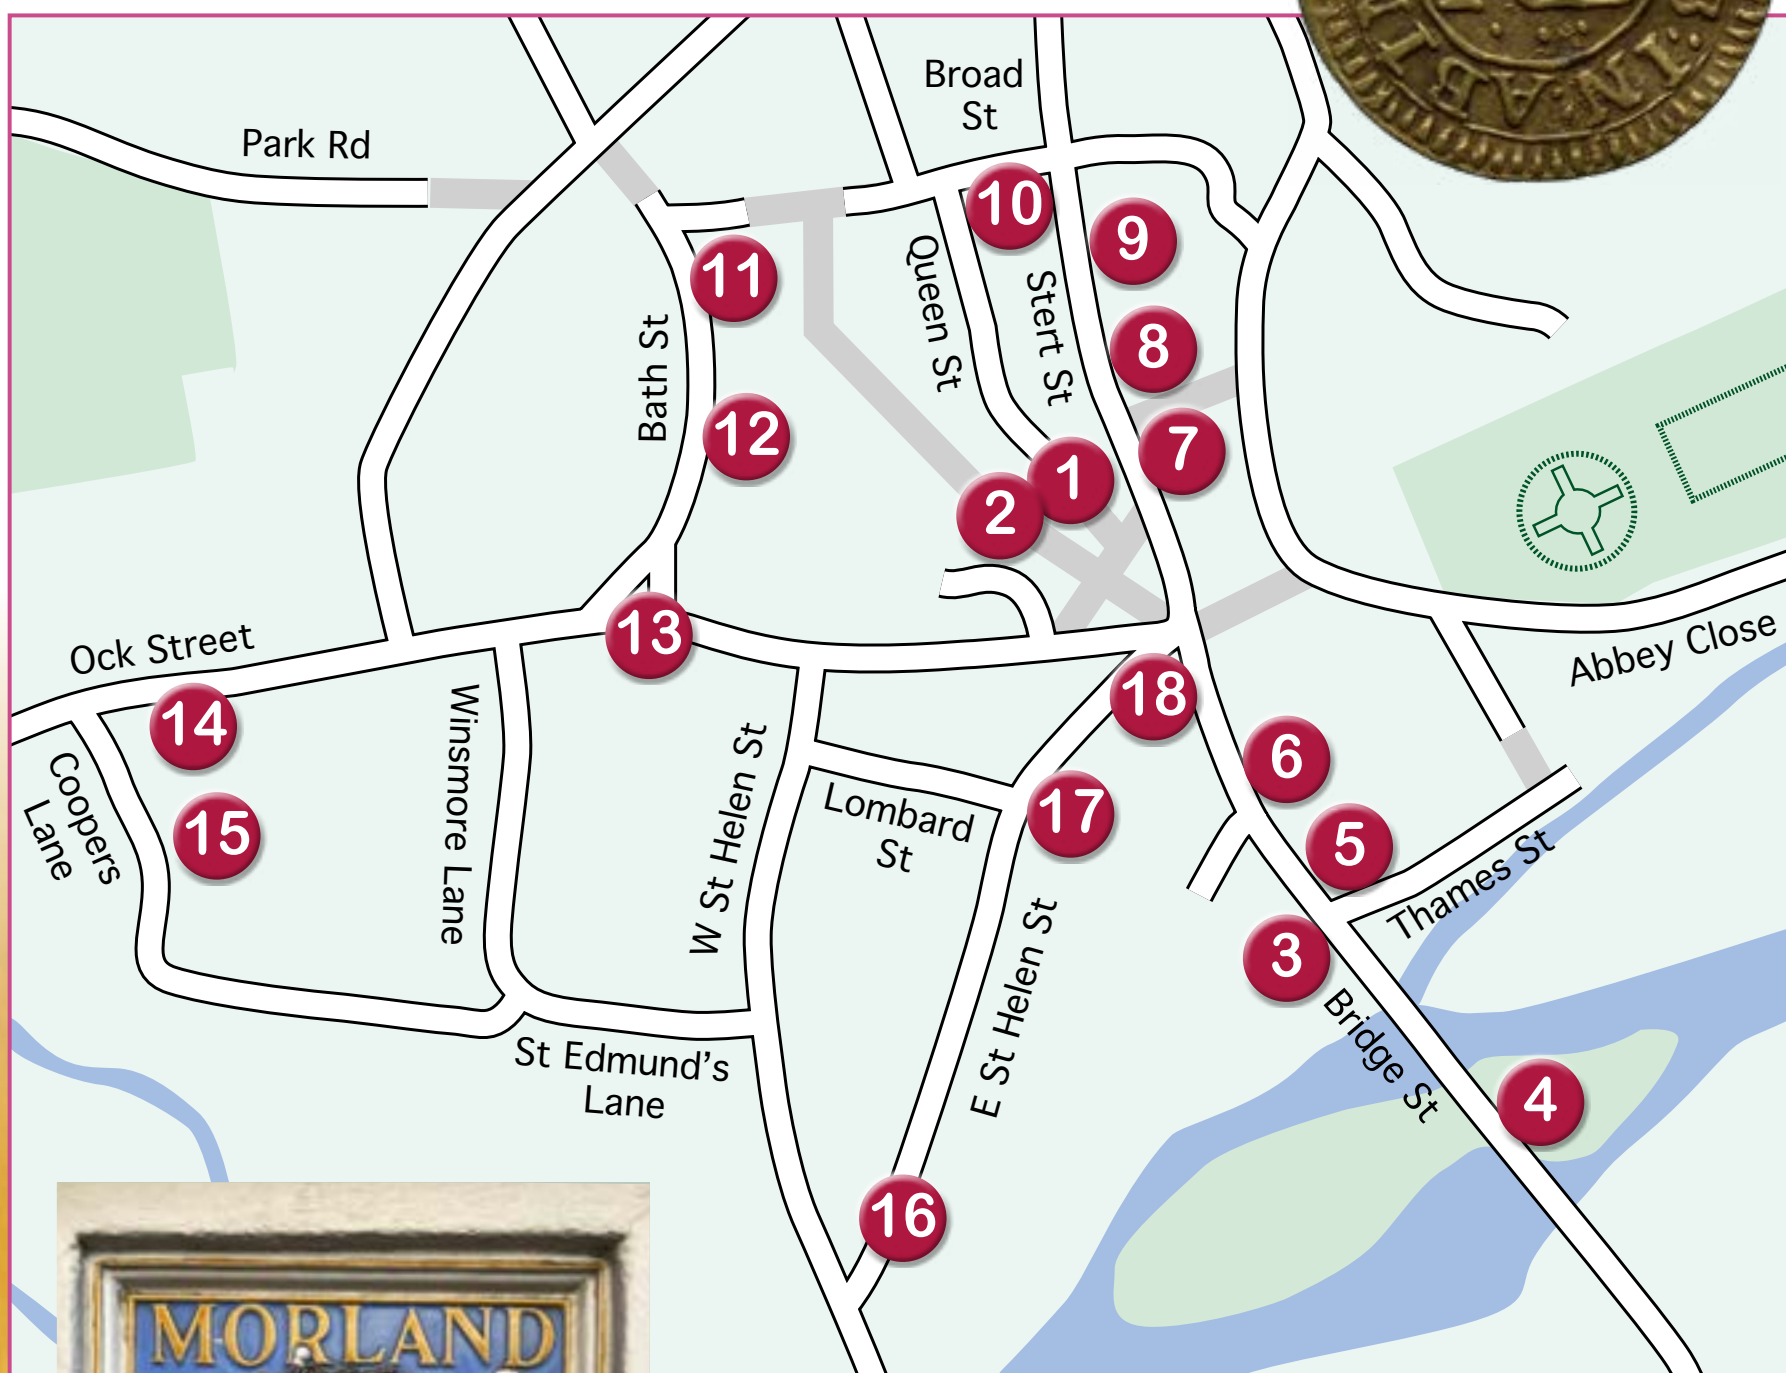 Broad
St
Park Rd
10
9
11
Queen St
Stert St
8
Bath St
12
7
1
2
13
Ock Street
Abbey Close
14
18
Winsmore Lane
W St Helen St
6
Coopers
Lane
15
Lombard
St
17
5
Thames St
E St Helen St
3
Bridge St
St Edmund's
Lane
4
16
MORLAND